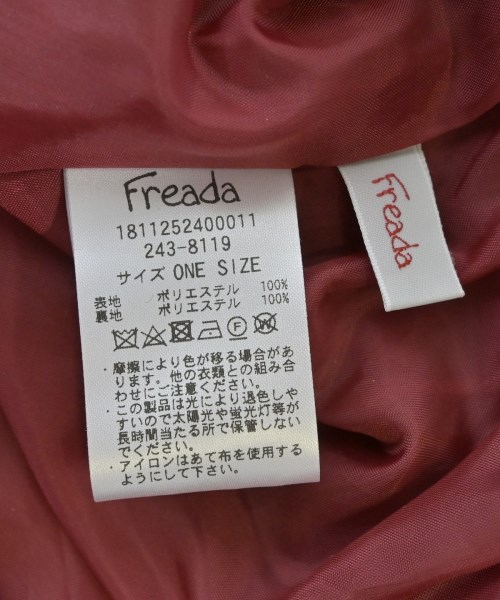 Freada
1811252400011
243-8119
サイズ ONE SIZE
表地 ポリエステル 100%
裏地 ポリエステル 100%
・摩擦により色が移る場合があ
ります。他の衣類との組み合
わせにご注意ください。
・この製品は光により退色しや
すいので太陽光や蛍光灯等が
長時間当たる所で保管しない
でください。
・アイロンはあて布を使用する
ようにして下さい。
Freada